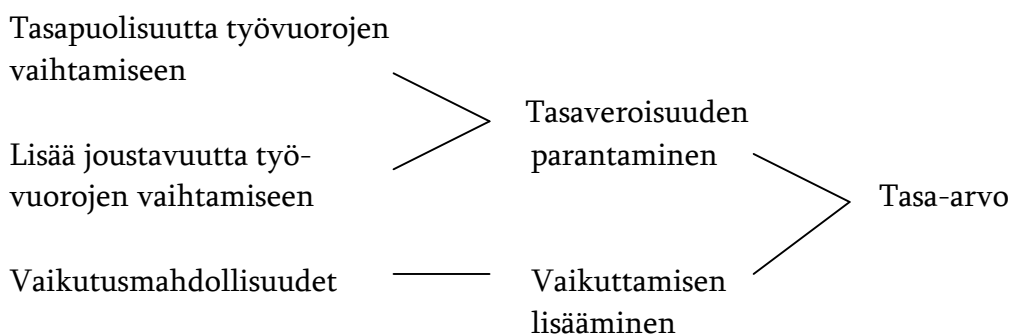 Tasapuolisuutta työvuorojen
vaihtamiseen
Tasaveroisuuden
parantaminen
Lisää joustavuutta työ-
vuorojen vaihtamiseen
Tasa-arvo
Vaikutusmahdollisuudet
Vaikuttamisen
lisääminen